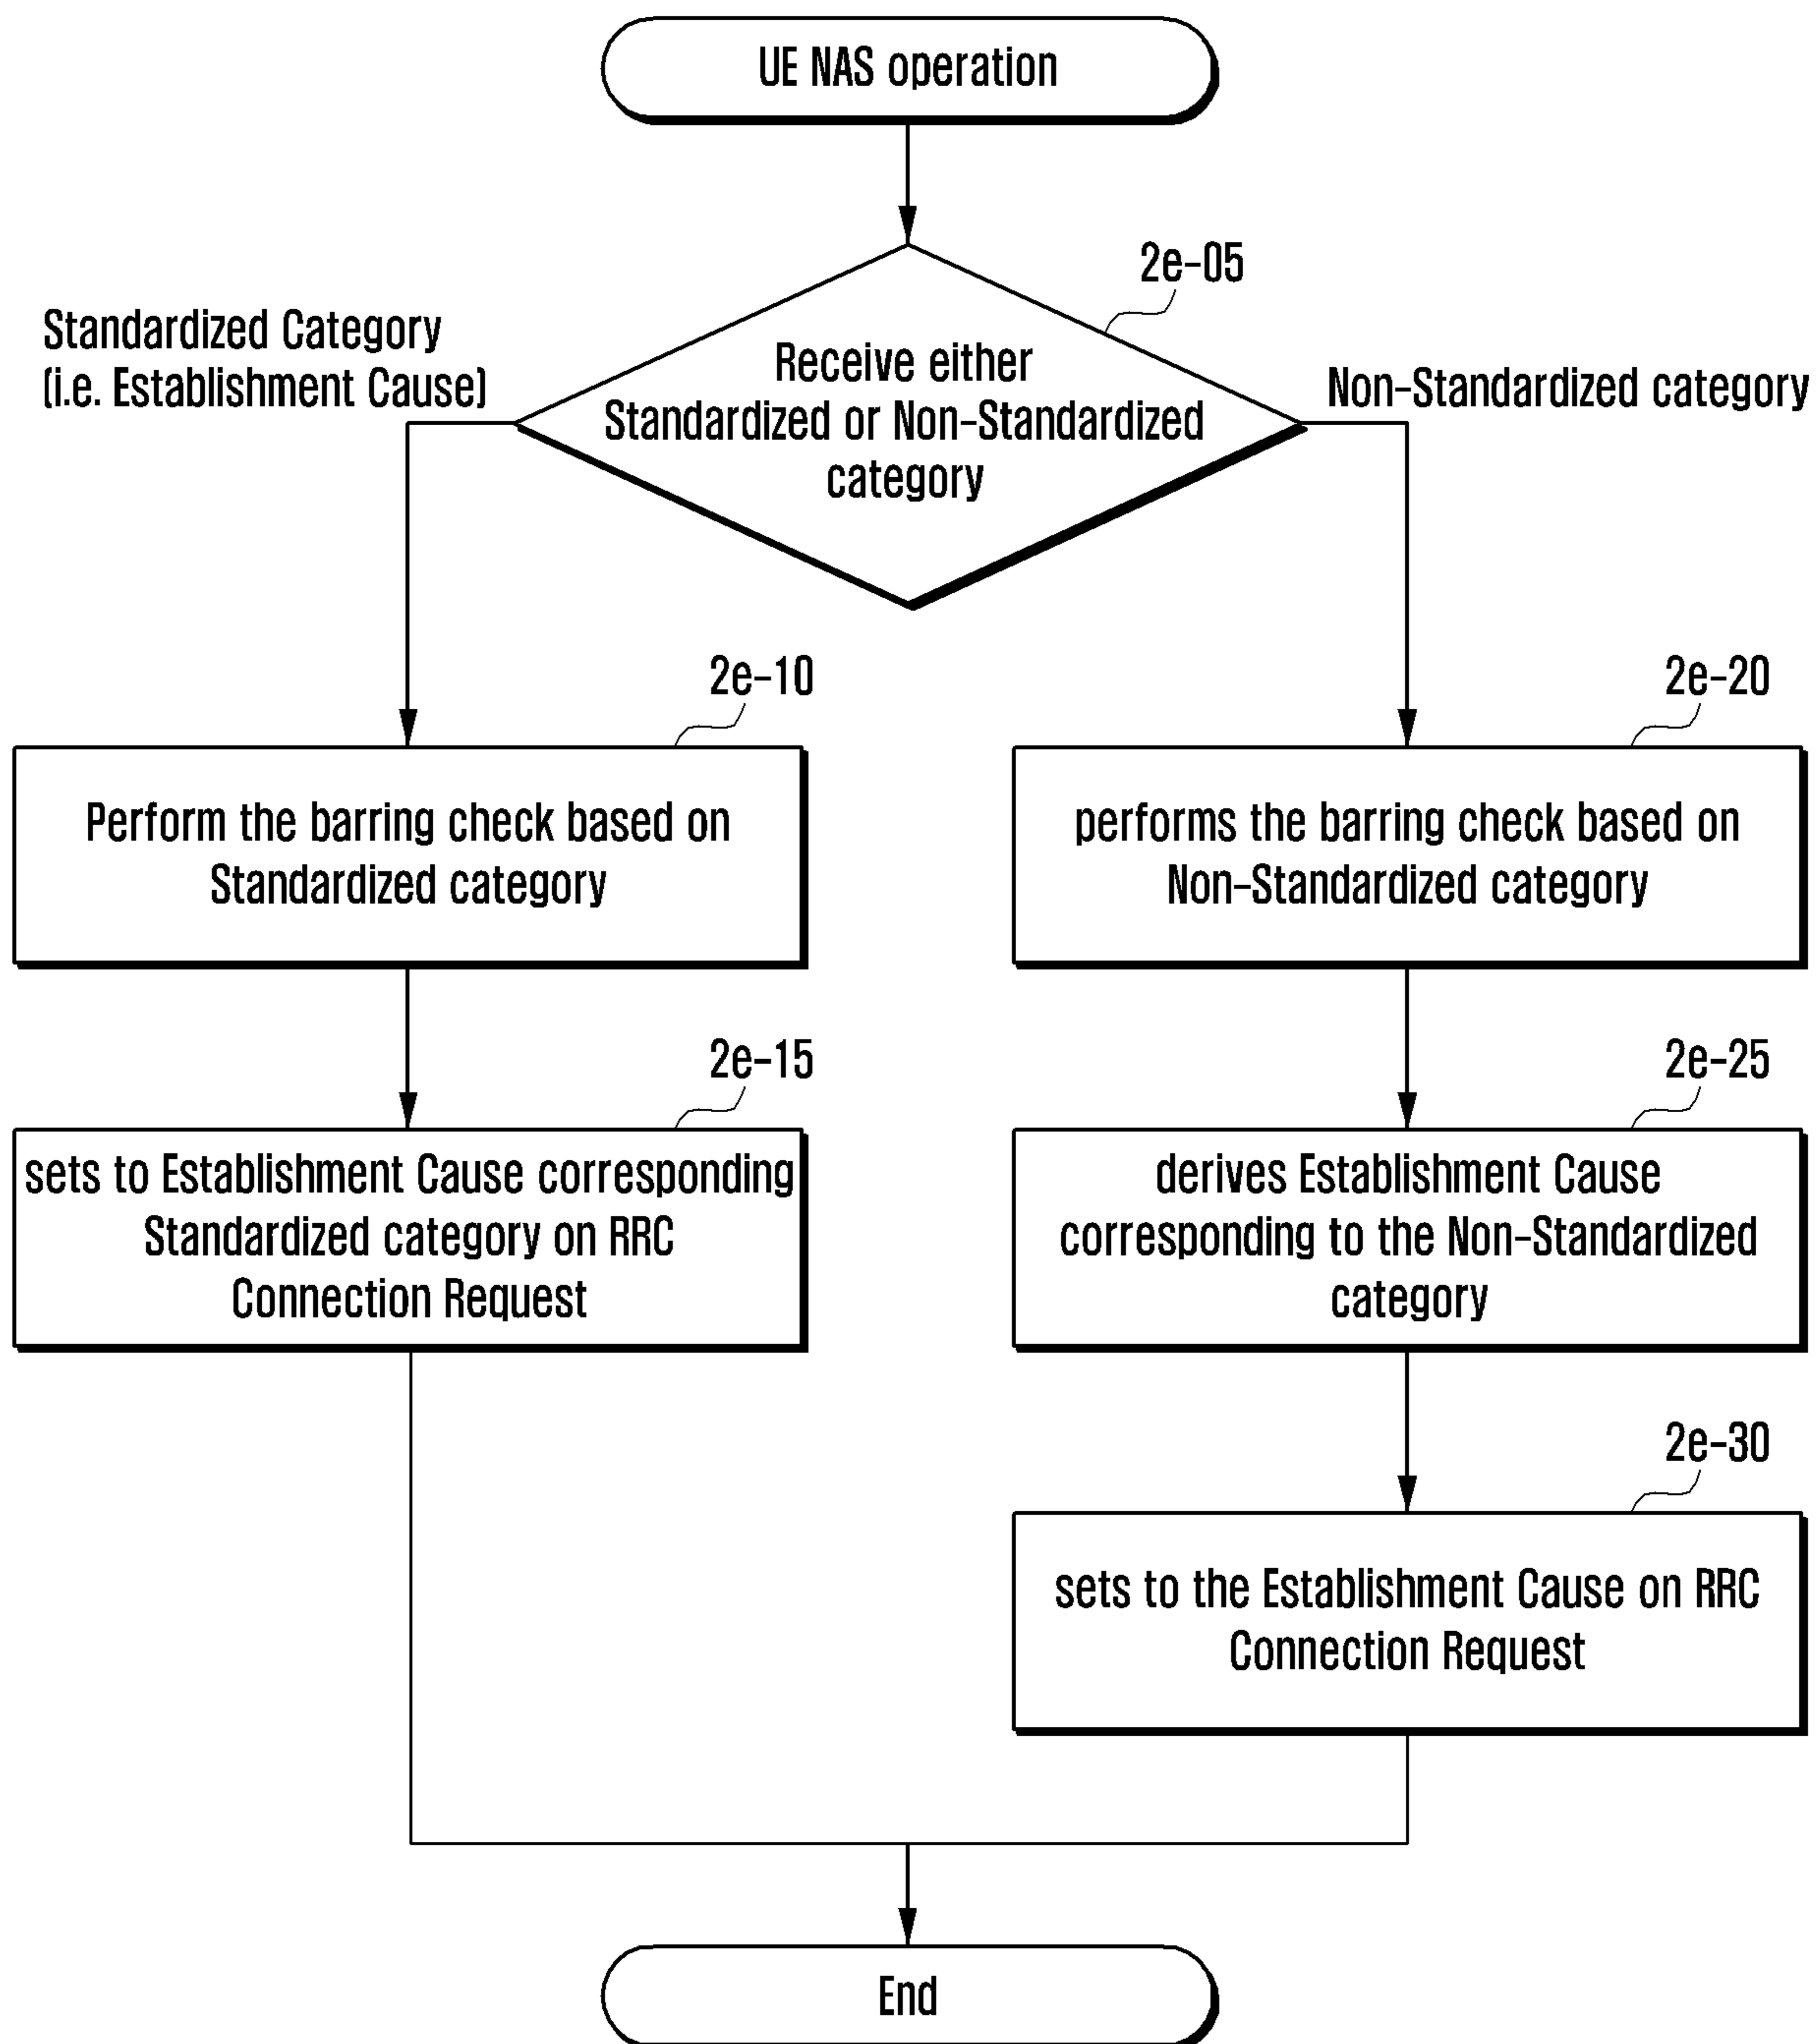 UE NAS operation
2e-05
Standardized Category
(i.e. Establishment Cause)
Receive either
Standardized or Non-Standardized
category
Non-Standardized category
2e-10
Perform the barring check based on
Standardized category
2e-20
performs the barring check based on
Non-Standardized category
2e-15
sets to Establishment Cause corresponding
Standardized category on RRC
Connection Request
2e-25
derives Establishment Cause
corresponding to the Non-Standardized
category
2e-30
sets to the Establishment Cause on RRC
Connection Request
End